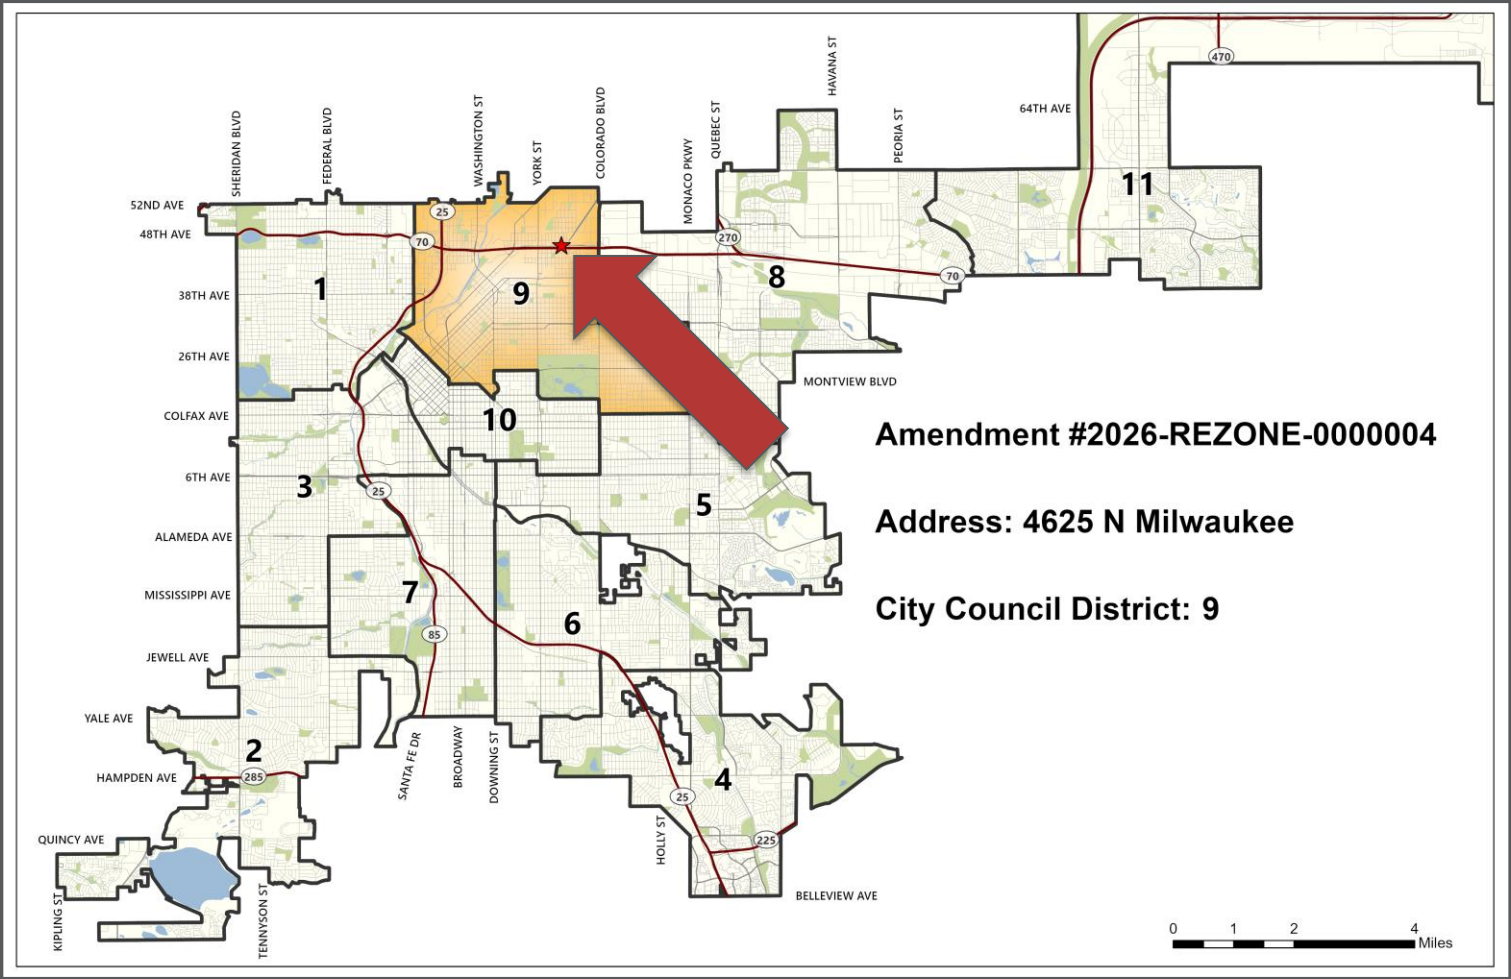 HAVANA ST
470
64TH AVE
SHERIDAN BLVD
FEDERAL BLVD
WASHINGTON ST
YORK ST
COLORADO BLVD
MONACO PKWY
QUEBEC ST
PEORIA ST
11
52ND AVE
25
48TH AVE
70
270
8
70
1
9
38TH AVE
26TH AVE
MONTVIEW BLVD
COLFAX AVE
10
Amendment #2026-REZONE-0000004
6TH AVE
3
25
5
Address: 4625 N Milwaukee
ALAMEDA AVE
MISSISSIPPI AVE
7
6
City Council District: 9
85
JEWELL AVE
YALE AVE
2
SANTA FE DR
BROADWAY
DOWNING ST
HAMPDEN AVE
285
4
25
HOLLY ST
225
QUINCY AVE
KIPLING ST
TENNYSON ST
BELLEVIEW AVE
0 1 2 4
Miles